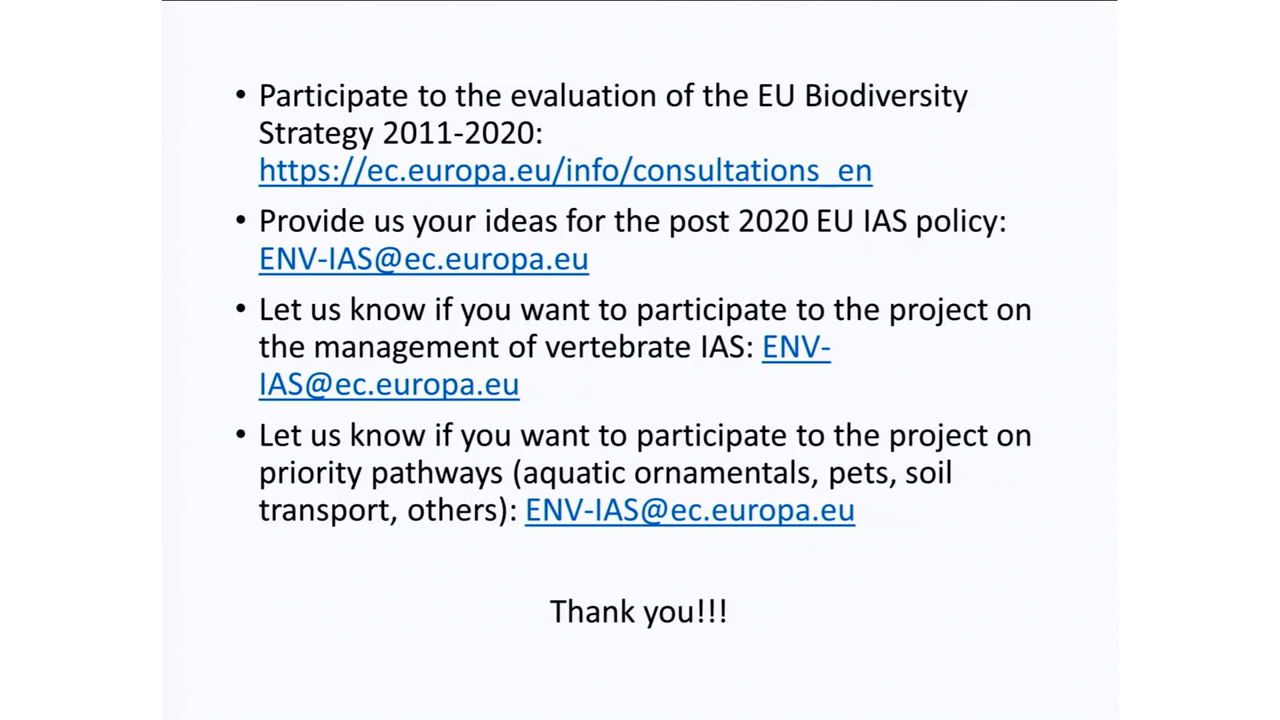 • Participate to the evaluation of the EU Biodiversity
Strategy 2011-2020:
https://ec.europa.eu/info/consultations_en
• Provide us your ideas for the post 2020 EU IAS policy:
ENV-IAS@ec.europa.eu
• Let us know if you want to participate to the project on
the management of vertebrate IAS: ENV-
IAS@ec.europa.eu
• Let us know if you want to participate to the project on
priority pathways (aquatic ornamentals, pets, soil
transport, others): ENV-IAS@ec.europa.eu
Thank you!!!